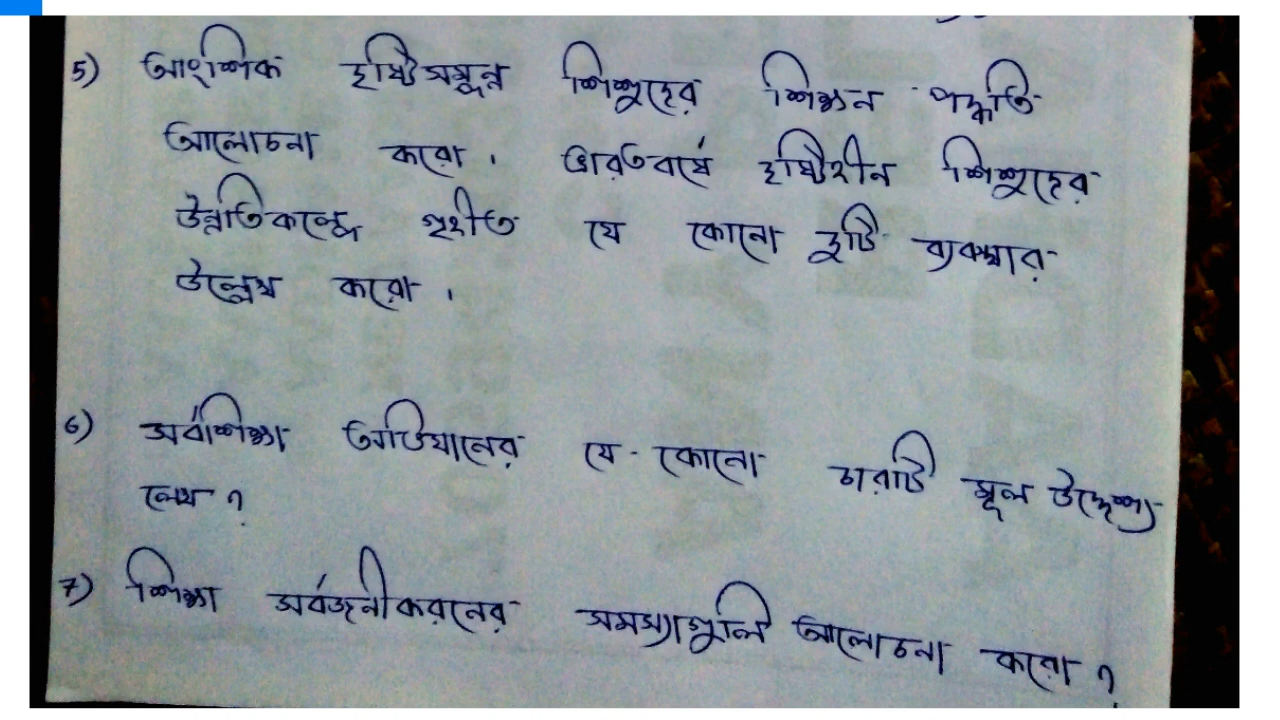 5) আংশিক দৃষ্টিসম্পন্ন শিশুদের শিক্ষন পদ্ধতি
আলোচনা করো। ভারতবর্ষে দৃষ্টিহীন শিশুদের
উন্নতিকল্পে গৃহীত যে কোনো দুটি ব্যবস্থার
উল্লেখ করো।
6) সর্বশিক্ষা অভিযানের যে-কোনো চারটি মূল উদ্দেশ্য
লেখ?
7) শিক্ষা সর্বজনীকরনের সমস্যাগুলি আলোচনা করো?